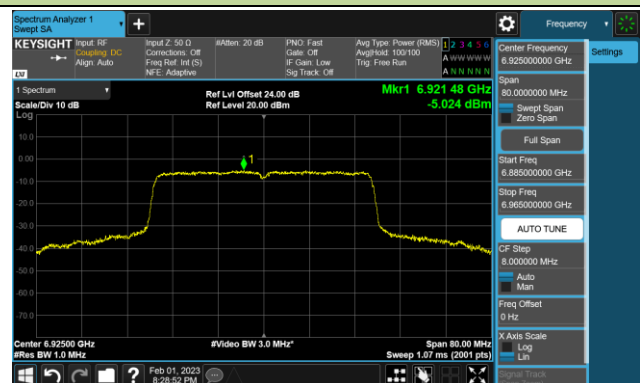 Spectrum Analyzer 1
Swept SA
Frequency
KEYSIGHT
Input: RF
Coupling: DC
Align: Auto
Input Z: 50 Ω
Corrections: Off
Freq Ref: Int (S)
NFE: Adaptive
#Atten: 20 dB
PNO: Fast
Gate: Off
IF Gain: Low
Sig Track: Off
Avg Type: Power (RMS)
Avg|Hold: 100/100
Trig: Free Run
1 2 3 4 5 6
A W W W W W
A N N N N N
LXI
Center Frequency
6.925000000 GHz
Settings
Span
80.0000000 MHz
Swept Span
Zero Span
Full Span
Start Freq
6.885000000 GHz
Stop Freq
6.965000000 GHz
AUTO TUNE
CF Step
8.000000 MHz
Auto
Man
Freq Offset
0 Hz
X Axis Scale
Log
Lin
Signal Track
1 Spectrum
Scale/Div 10 dB
Log
Ref Lvl Offset 24.00 dB
Ref Level 20.00 dBm
Mkr1 6.921 48 GHz
-5.024 dBm
10.0
0.00
-10.0
-20.0
-30.0
-40.0
-50.0
-60.0
-70.0
1
Center 6.92500 GHz
#Res BW 1.0 MHz
#Video BW 3.0 MHz*
Span 80.00 MHz
Sweep 1.07 ms (2001 pts)
Feb 01, 2023
8:28:52 PM